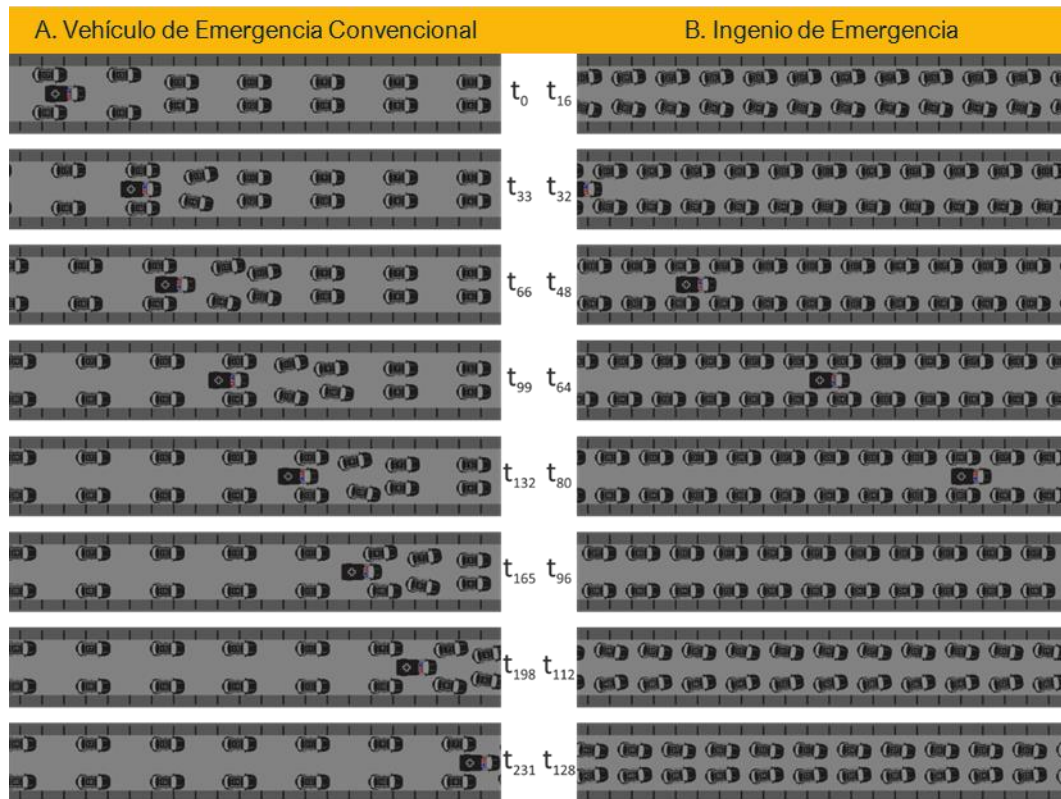 A. Vehículo de Emergencia Convencional B. Ingenio de Emergencia
t0 t16
t33 t32
t66 t48
t99 t64
t132 t80
t165 t96
t198 t112
t231 t128